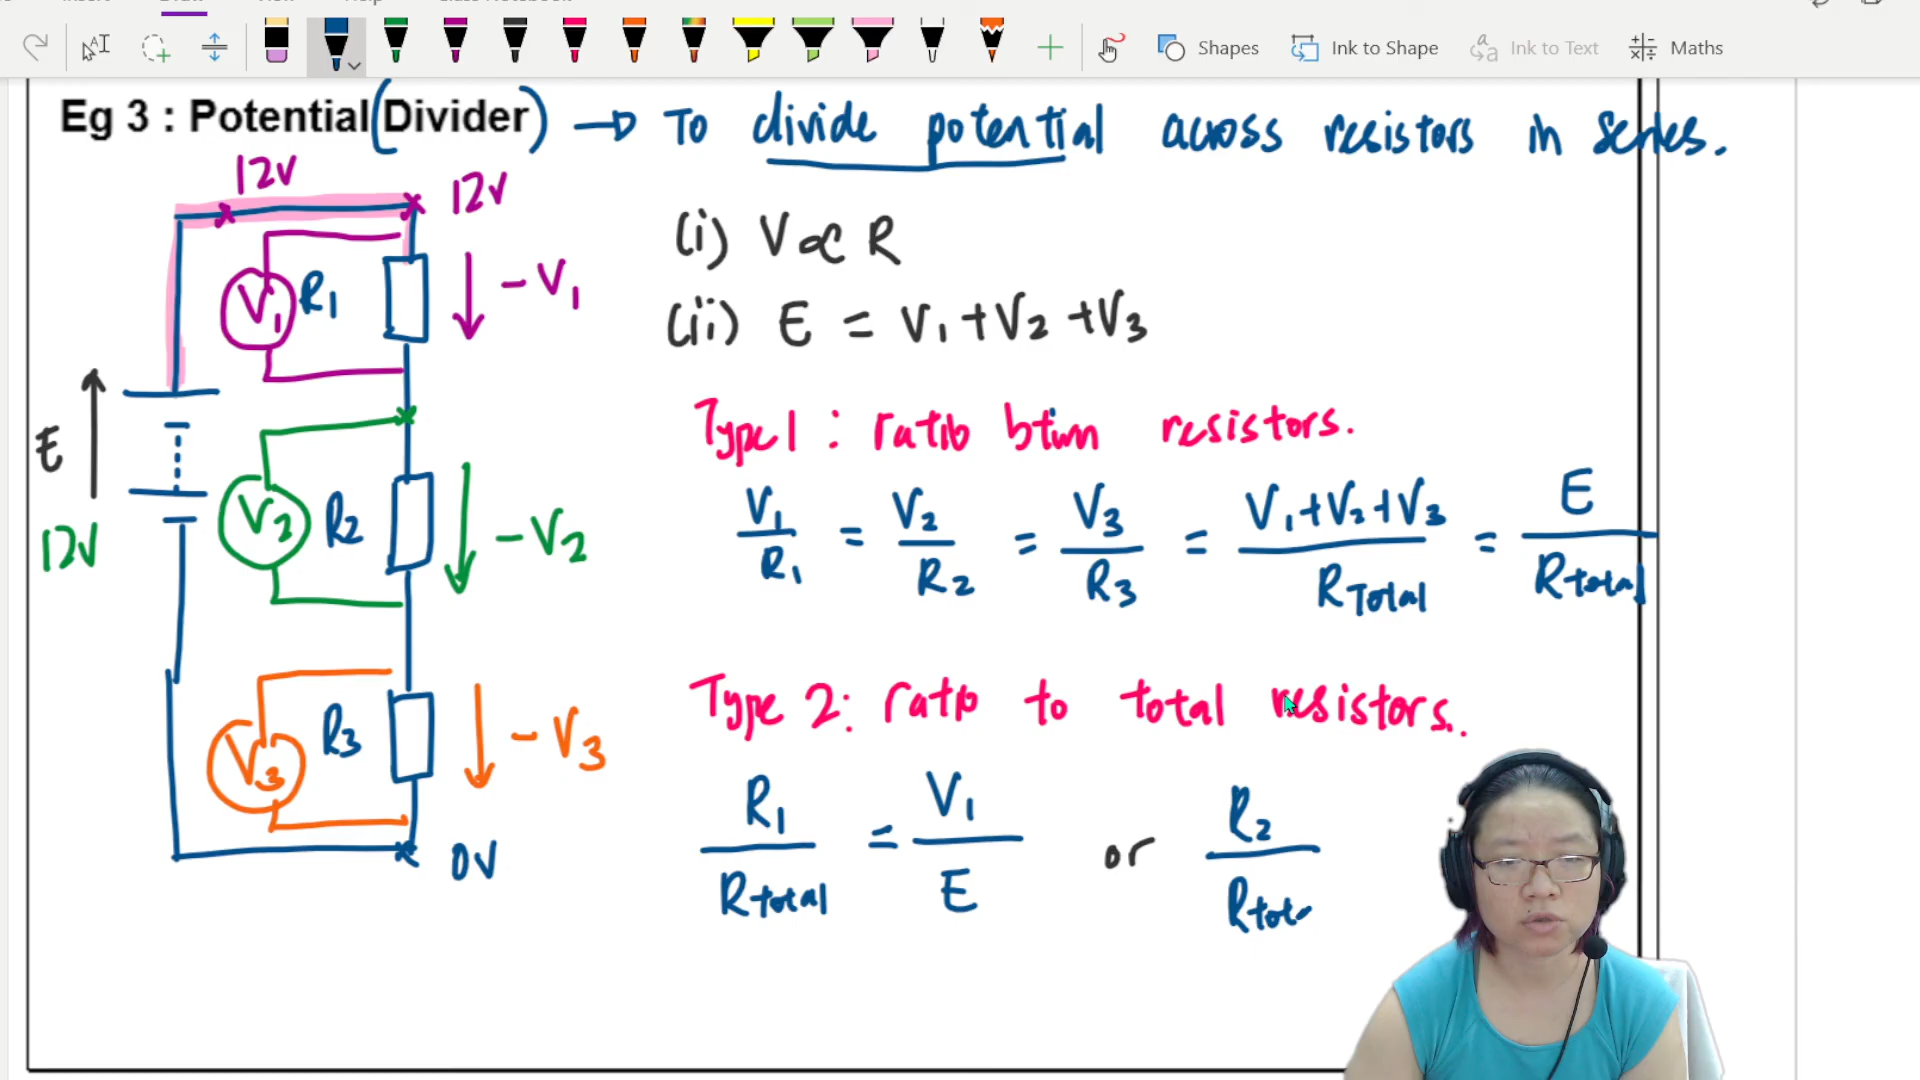 Shapes
Ink to Shape
Ink to Text
Maths
Eg 3 : Potential (Divider) → To divide potential across resistors in series.
12V
12V
(i) V ∝ R
V1 R1 - V1
(ii) E = V1 + V2 + V3
Type 1 : ratio btwn resistors.
E
12V
V2 R2 - V2
V1/R1 = V2/R2 = V3/R3 = V1+V2+V3/RTotal = E/Rtotal
Type 2: ratio to total resistors.
V3 R3 - V3
R1/Rtotal = V1/E or R2/Rtot
0V